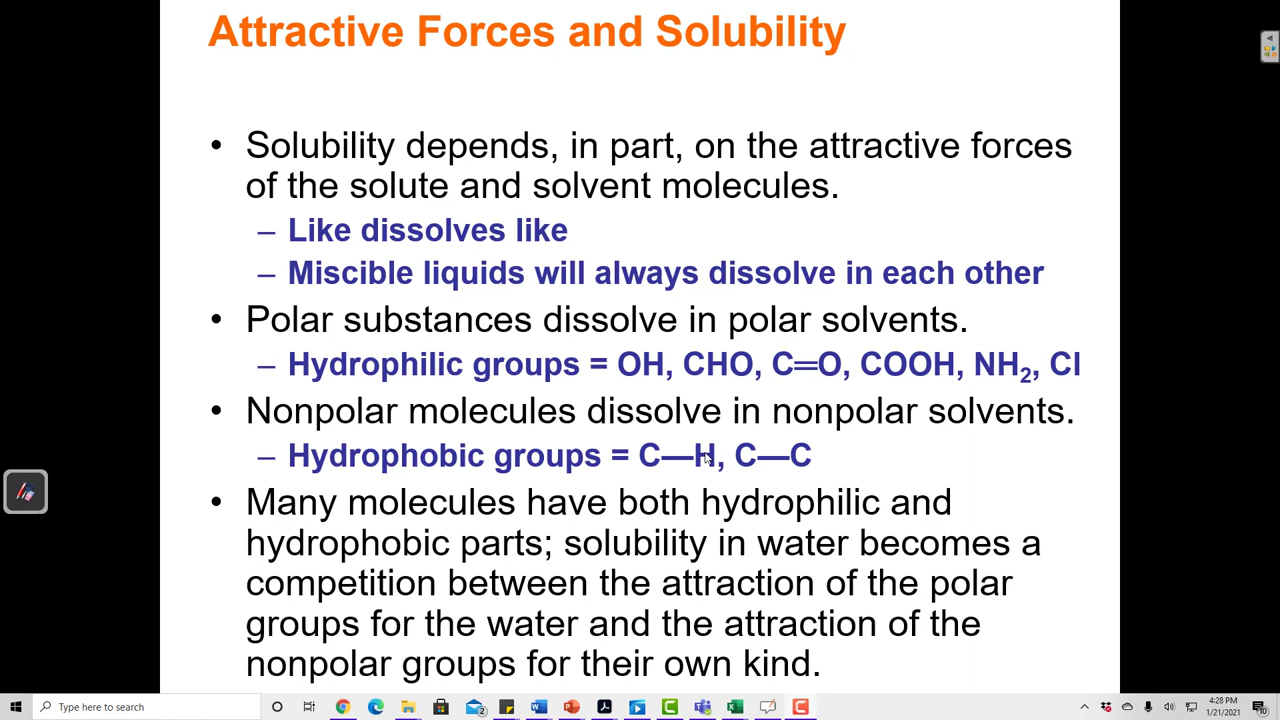 Attractive Forces and Solubility
• Solubility depends, in part, on the attractive forces
of the solute and solvent molecules.
– Like dissolves like
– Miscible liquids will always dissolve in each other
• Polar substances dissolve in polar solvents.
– Hydrophilic groups = OH, CHO, C═O, COOH, NH₂, Cl
• Nonpolar molecules dissolve in nonpolar solvents.
– Hydrophobic groups = C—H, C—C
• Many molecules have both hydrophilic and
hydrophobic parts; solubility in water becomes a
competition between the attraction of the polar
groups for the water and the attraction of the
nonpolar groups for their own kind.
Type here to search
4:28 PM
1/21/2021